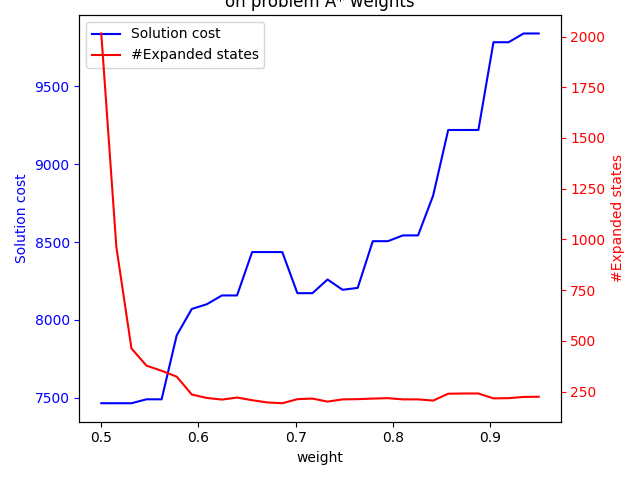 on problem A* weights
Solution cost
#Expanded states
Solution cost
9500
9000
8500
8000
7500
2000
1750
1500
1250
1000
750
500
250
#Expanded states
0.5 0.6 0.7 0.8 0.9
weight